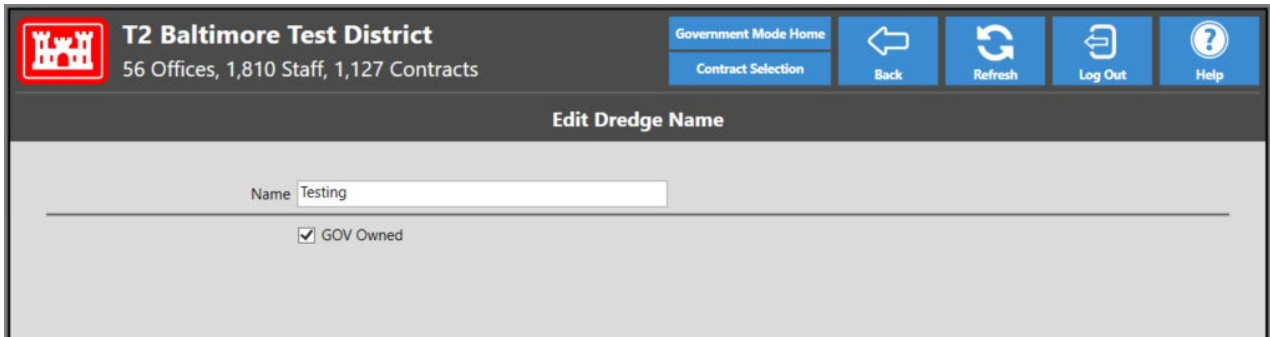 T2 Baltimore Test District
56 Offices, 1,810 Staff, 1,127 Contracts
Government Mode Home
Contract Selection
Back
Refresh
Log Out
Help
Edit Dredge Name
Name Testing
GOV Owned